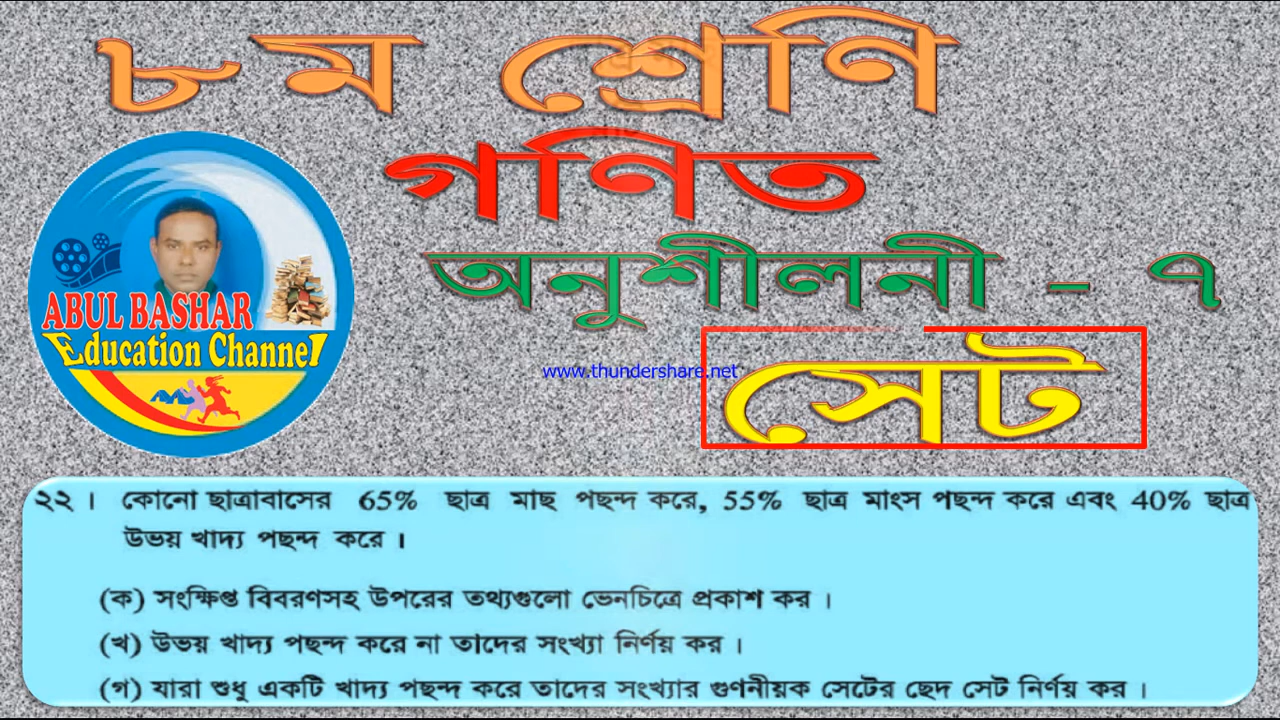 ৮ম শ্রেণি
গণিত
অনুশীলনী - ৭
সেট
www.thundershare.net
ABUL BASHAR
Education Channel
২২। কোনো ছাত্রাবাসের 65% ছাত্র মাছ পছন্দ করে, 55% ছাত্র মাংস পছন্দ করে এবং 40% ছাত্র
উভয় খাদ্য পছন্দ করে।
(ক) সংক্ষিপ্ত বিবরণসহ উপরের তথ্যগুলো ভেনচিত্রে প্রকাশ কর।
(খ) উভয় খাদ্য পছন্দ করে না তাদের সংখ্যা নির্ণয় কর।
(গ) যারা শুধু একটি খাদ্য পছন্দ করে তাদের সংখ্যার গুণনীয়ক সেটের ছেদ সেট নির্ণয় কর।